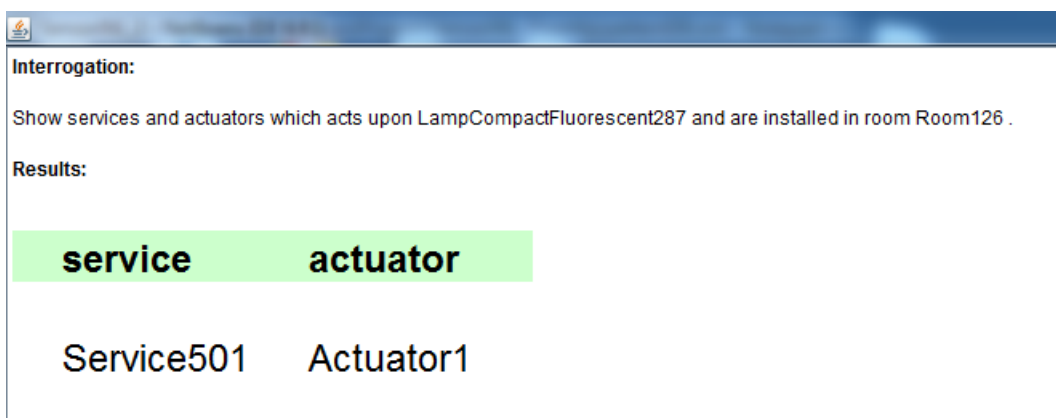 Interrogation:
Show services and actuators which acts upon LampCompactFluorescent287 and are installed in room Room126 .
Results:
service actuator
Service501 Actuator1